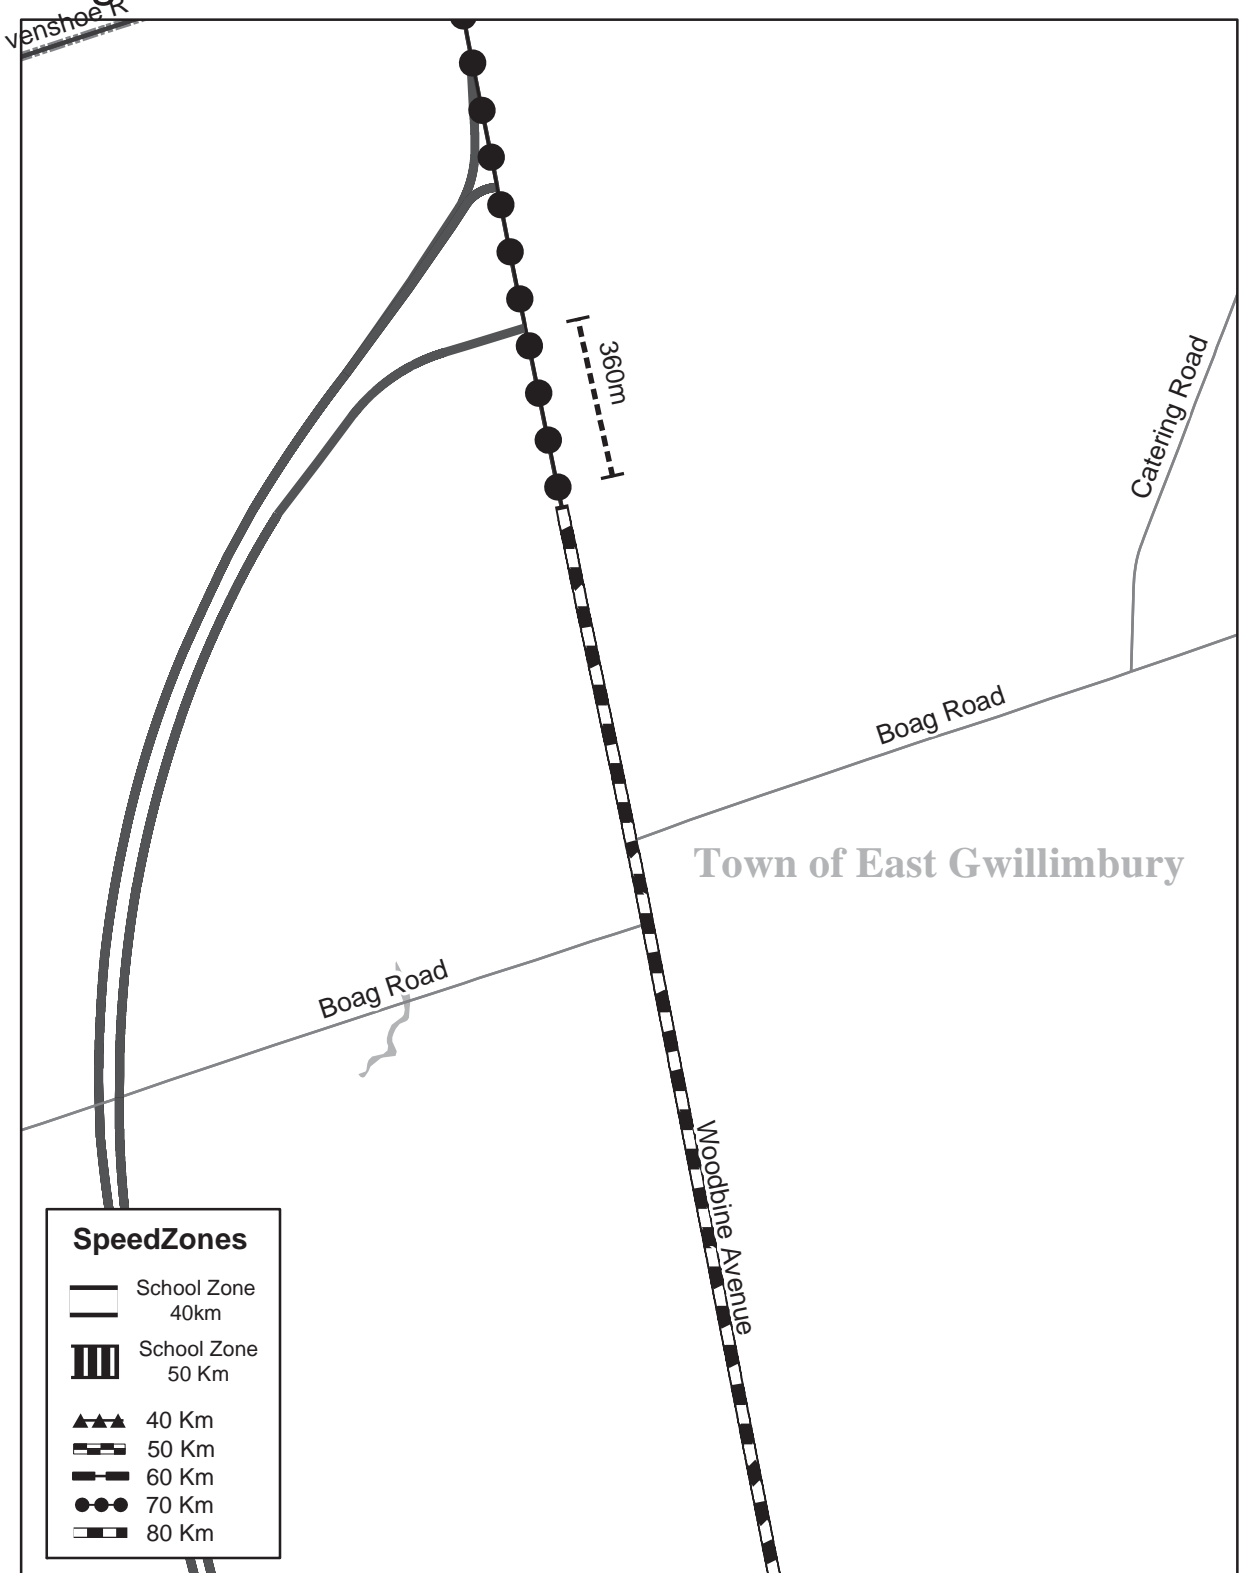 venshoe R
360m
Catering Road
Boag Road
Town of East Gwillimbury
Boag Road
Woodbine Avenue
SpeedZones
School Zone
40km
School Zone
50 Km
40 Km
50 Km
60 Km
70 Km
80 Km